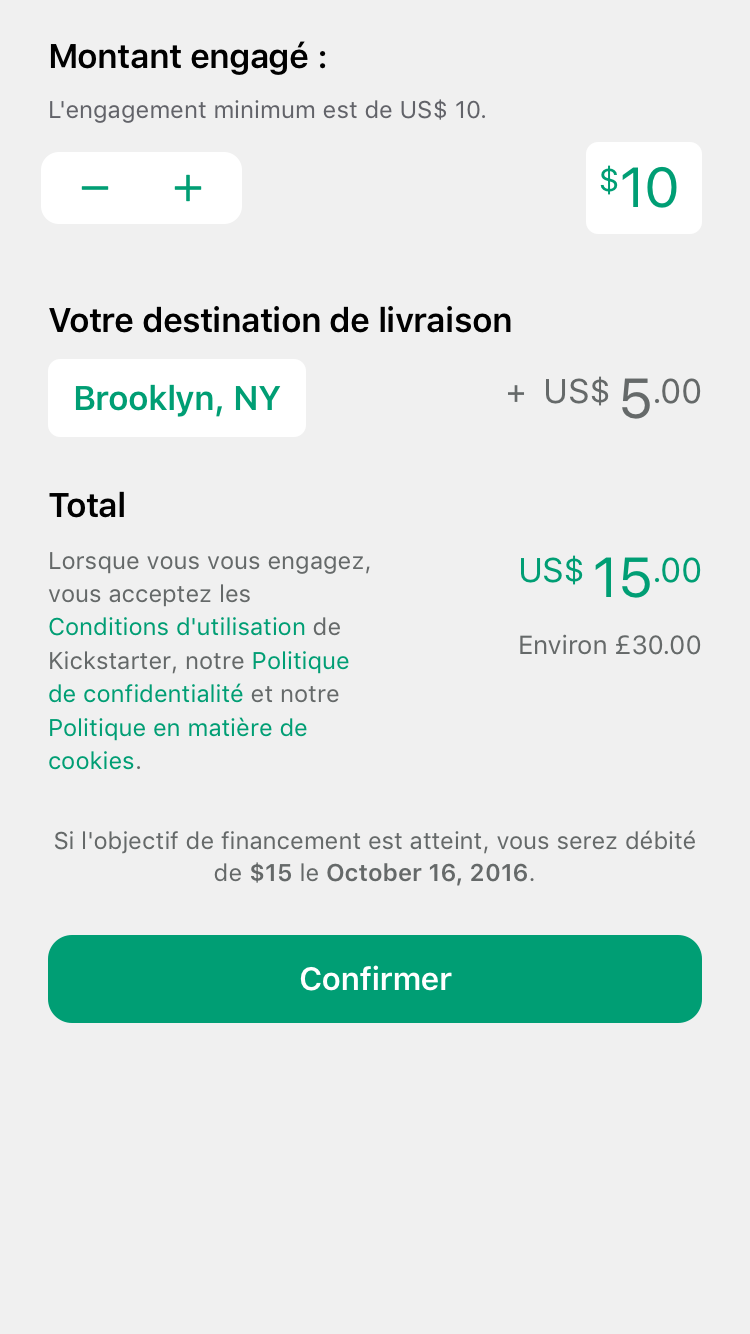 Montant engagé :
L'engagement minimum est de US$ 10.
− +
$10
Votre destination de livraison
Brooklyn, NY
+ US$ 5.00
Total
Lorsque vous vous engagez,
vous acceptez les
Conditions d'utilisation de
Kickstarter, notre Politique
de confidentialité et notre
Politique en matière de
cookies.
US$ 15.00
Environ £30.00
Si l'objectif de financement est atteint, vous serez débité
de $15 le October 16, 2016.
Confirmer